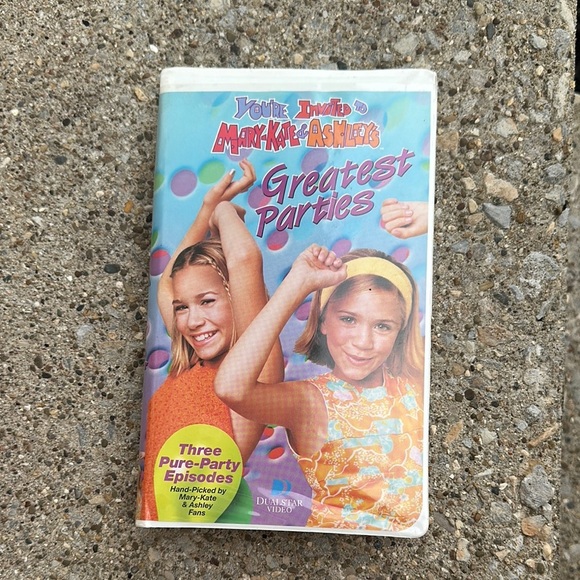 YOU'RE INVITED TO
MARY-KATE & ASHLEY'S
Greatest
Parties
Three
Pure-Party
Episodes
Hand-Picked by
Mary-Kate
& Ashley
Fans
DUALSTAR
VIDEO